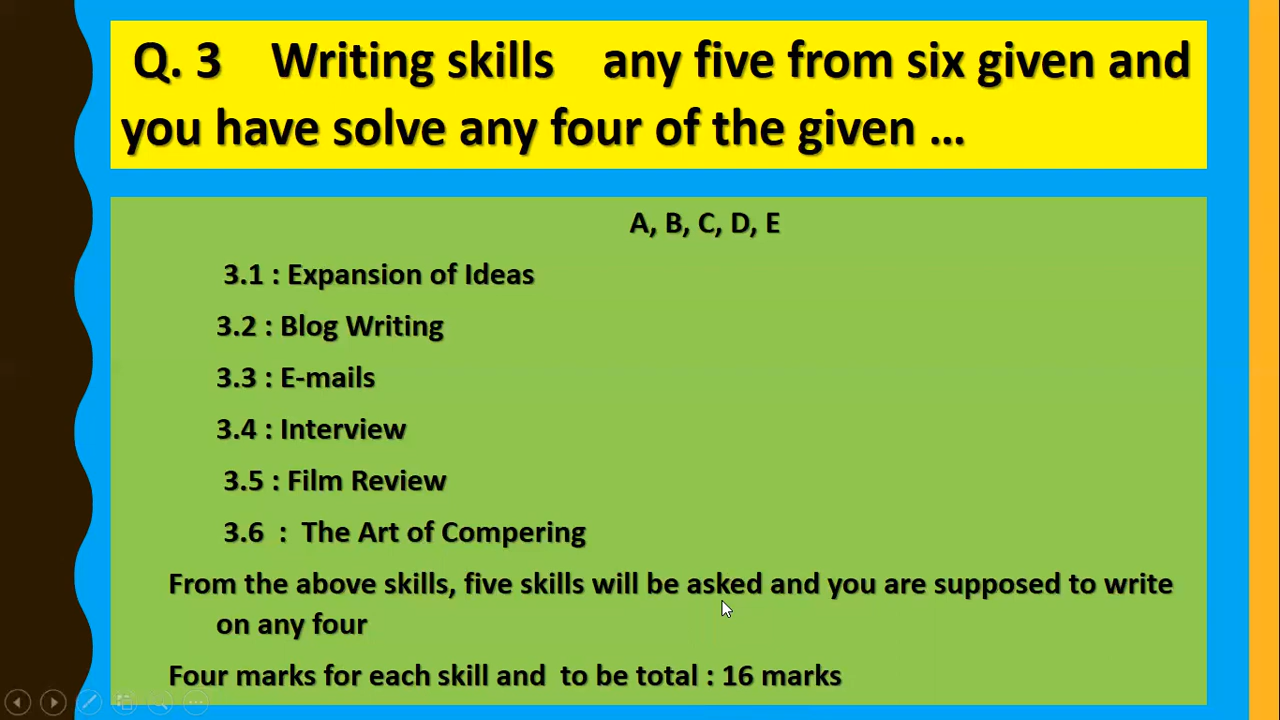 Q. 3 Writing skills any five from six given and
you have solve any four of the given ...
A, B, C, D, E
3.1 : Expansion of Ideas
3.2 : Blog Writing
3.3 : E-mails
3.4 : Interview
3.5 : Film Review
3.6 : The Art of Compering
From the above skills, five skills will be asked and you are supposed to write
on any four
Four marks for each skill and to be total : 16 marks